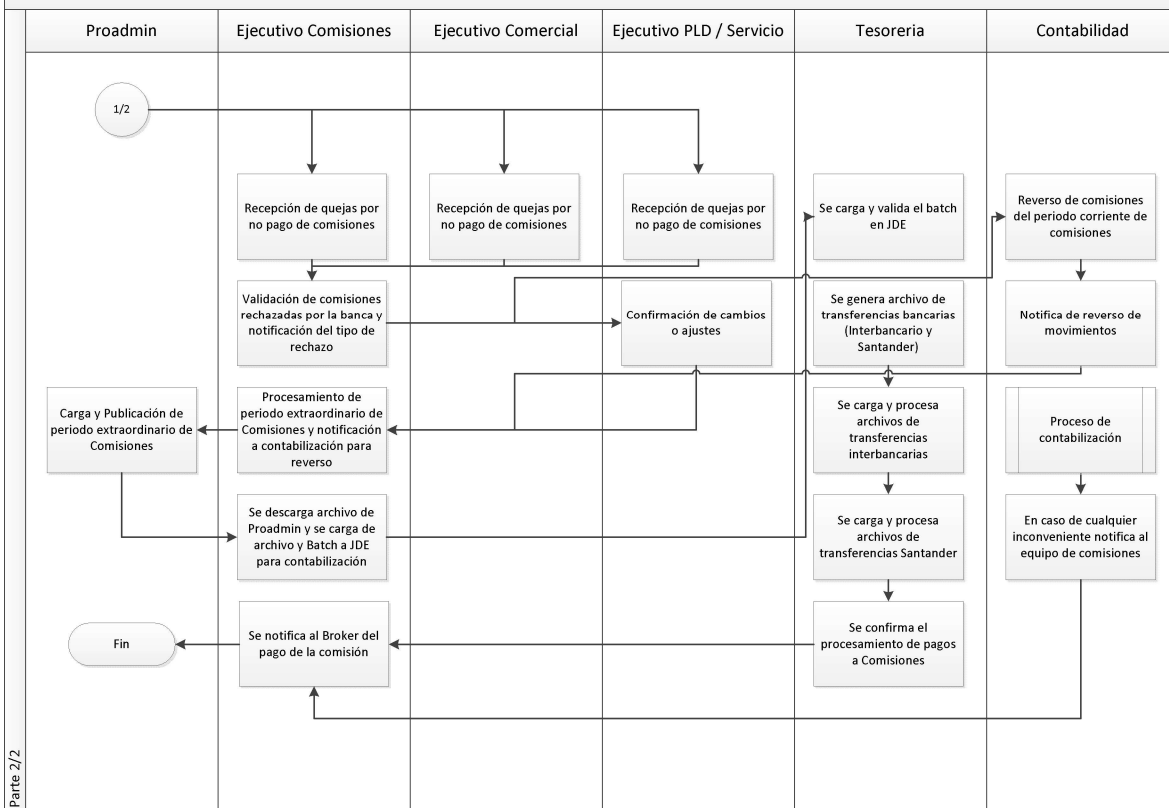 Proadmin
Ejecutivo Comisiones
Ejecutivo Comercial
Ejecutivo PLD / Servicio
Tesoreria
Contabilidad
1/2
Recepción de quejas por
no pago de comisiones
Recepción de quejas por
no pago de comisiones
Recepción de quejas por
no pago de comisiones
Se carga y valida el batch
en JDE
Reverso de comisiones
del periodo corriente de
comisiones
Validación de comisiones
rechazadas por la banca y
notificación del tipo de
rechazo
Confirmación de cambios
o ajustes
Se genera archivo de
transferencias bancarias
(Interbancario y
Santander)
Notifica de reverso de
movimientos
Carga y Publicación de
periodo extraordinario de
Comisiones
Procesamiento de
periodo extraordinario de
Comisiones y notificación
a contabilización para
reverso
Se carga y procesa
archivos de
transferencias
interbancarias
Proceso de
contabilización
Se descarga archivo de
Proadmin y se carga de
archivo y Batch a JDE
para contabilización
Se carga y procesa
archivos de
transferencias Santander
En caso de cualquier
inconveniente notifica al
equipo de comisiones
Fin
Se notifica al Broker del
pago de la comisión
Se confirma el
procesamiento de pagos
a Comisiones
Parte 2/2